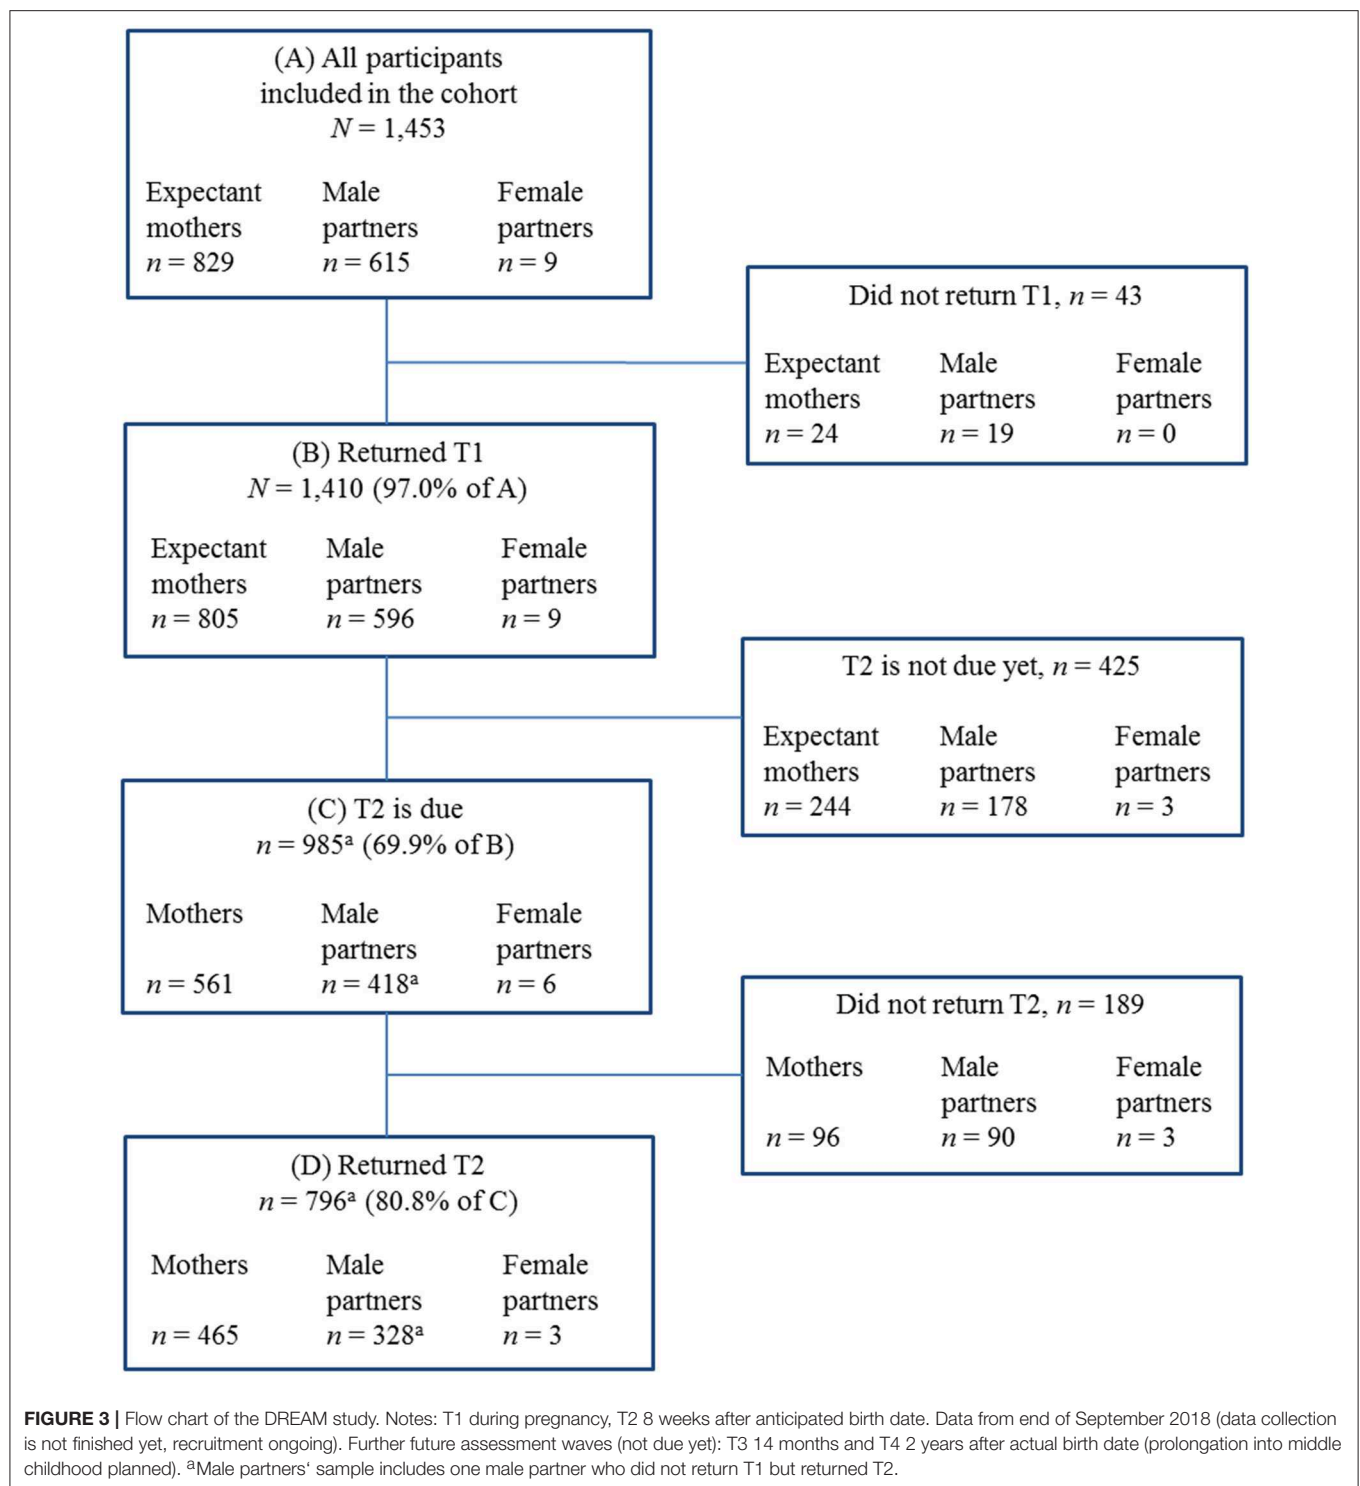 (A) All participants
included in the cohort
N = 1,453
Expectant Male Female
mothers partners partners
n = 829 n = 615 n = 9
Did not return T1, n = 43
Expectant Male Female
mothers partners partners
n = 24 n = 19 n = 0
(B) Returned T1
N = 1,410 (97.0% of A)
Expectant Male Female
mothers partners partners
n = 805 n = 596 n = 9
T2 is not due yet, n = 425
Expectant Male Female
mothers partners partners
n = 244 n = 178 n = 3
(C) T2 is due
n = 985ᵃ (69.9% of B)
Mothers Male Female
partners partners
n = 561 n = 418ᵃ n = 6
Did not return T2, n = 189
Mothers Male Female
partners partners
n = 96 n = 90 n = 3
(D) Returned T2
n = 796ᵃ (80.8% of C)
Mothers Male Female
partners partners
n = 465 n = 328ᵃ n = 3
FIGURE 3 | Flow chart of the DREAM study. Notes: T1 during pregnancy, T2 8 weeks after anticipated birth date. Data from end of September 2018 (data collection
is not finished yet, recruitment ongoing). Further future assessment waves (not due yet): T3 14 months and T4 2 years after actual birth date (prolongation into middle
childhood planned). ᵃMale partners‘ sample includes one male partner who did not return T1 but returned T2.